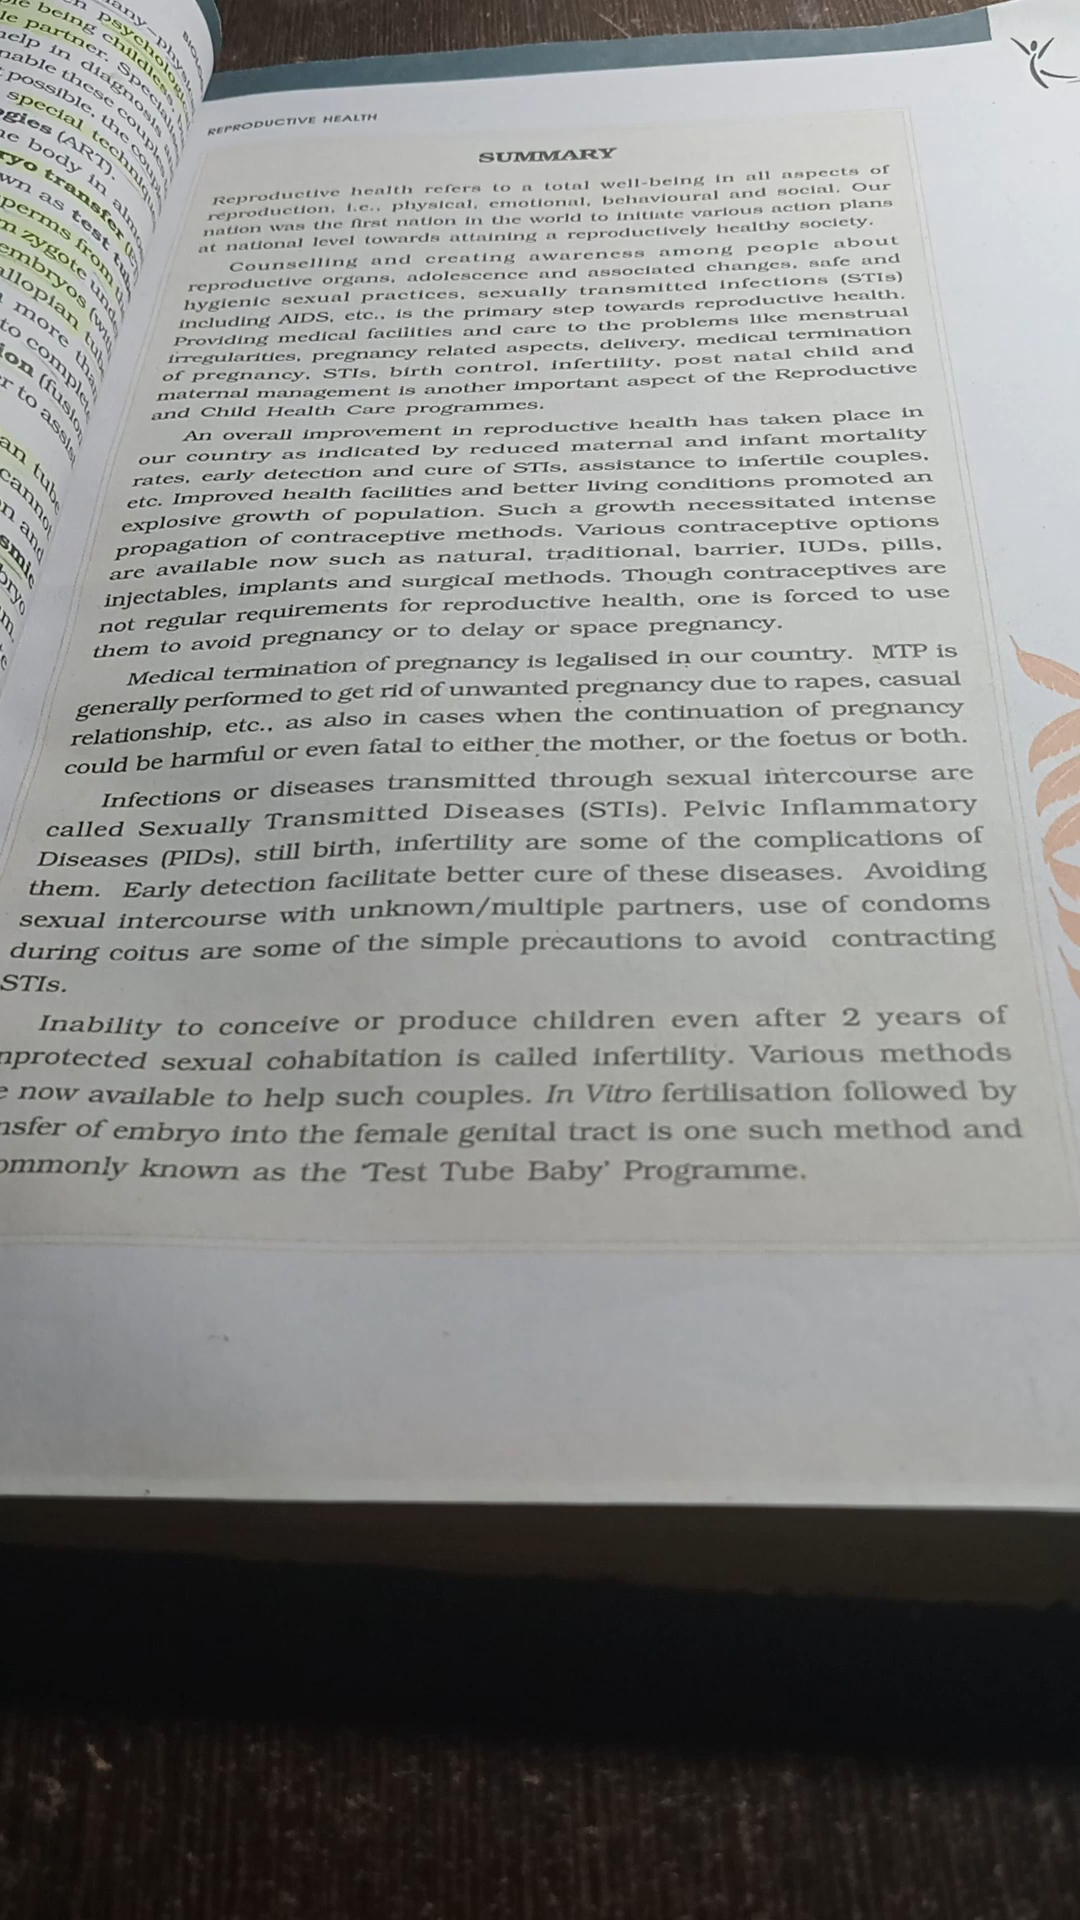 REPRODUCTIVE HEALTH
SUMMARY
Reproductive health refers to a total well-being in all aspects of
reproduction, i.e., physical, emotional, behavioural and social. Our
nation was the first nation in the world to initiate various action plans
at national level towards attaining a reproductively healthy society.
Counselling and creating awareness among people about
reproductive organs, adolescence and associated changes, safe and
hygienic sexual practices, sexually transmitted infections (STIs)
including AIDS, etc., is the primary step towards reproductive health.
Providing medical facilities and care to the problems like menstrual
irregularities, pregnancy related aspects, delivery, medical termination
of pregnancy, STIs, birth control, infertility, post natal child and
maternal management is another important aspect of the Reproductive
and Child Health Care programmes.
An overall improvement in reproductive health has taken place in
our country as indicated by reduced maternal and infant mortality
rates, early detection and cure of STIs, assistance to infertile couples,
etc. Improved health facilities and better living conditions promoted an
explosive growth of population. Such a growth necessitated intense
propagation of contraceptive methods. Various contraceptive options
are available now such as natural, traditional, barrier, IUDs, pills,
injectables, implants and surgical methods. Though contraceptives are
not regular requirements for reproductive health, one is forced to use
them to avoid pregnancy or to delay or space pregnancy.
Medical termination of pregnancy is legalised in our country. MTP is
generally performed to get rid of unwanted pregnancy due to rapes, casual
relationship, etc., as also in cases when the continuation of pregnancy
could be harmful or even fatal to either the mother, or the foetus or both.
Infections or diseases transmitted through sexual intercourse are
called Sexually Transmitted Diseases (STIs). Pelvic Inflammatory
Diseases (PIDs), still birth, infertility are some of the complications of
them. Early detection facilitate better cure of these diseases. Avoiding
sexual intercourse with unknown/multiple partners, use of condoms
during coitus are some of the simple precautions to avoid contracting
STIs.
Inability to conceive or produce children even after 2 years of
nprotected sexual cohabitation is called infertility. Various methods
e now available to help such couples. In Vitro fertilisation followed by
nsfer of embryo into the female genital tract is one such method and
ommonly known as the 'Test Tube Baby' Programme.